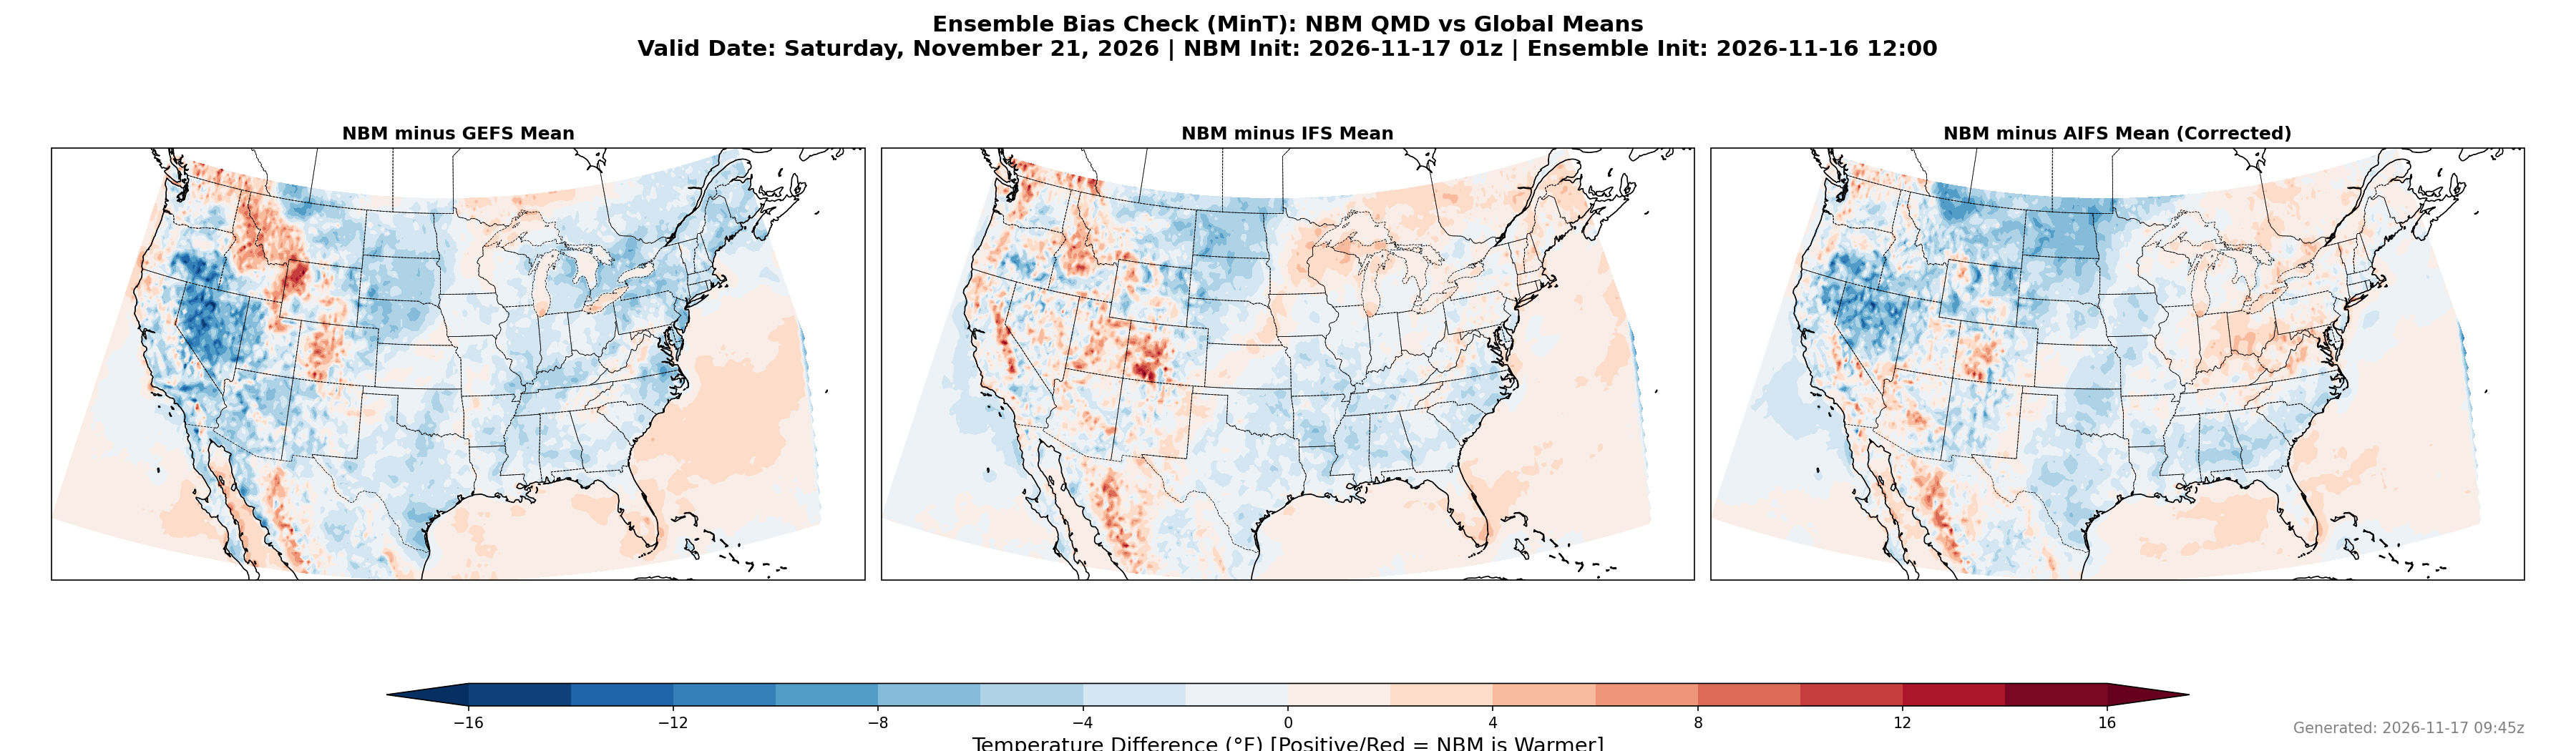 Ensemble Bias Check (MinT): NBM QMD vs Global Means
Valid Date: Saturday, November 21, 2026 | NBM Init: 2026-11-17 01z | Ensemble Init: 2026-11-16 12:00
NBM minus GEFS Mean
NBM minus IFS Mean
NBM minus AIFS Mean (Corrected)
−16 −12 −8 −4 0 4 8 12 16
Generated: 2026-11-17 09:45z
Temperature Difference (°F) [Positive/Red = NBM is Warmer]